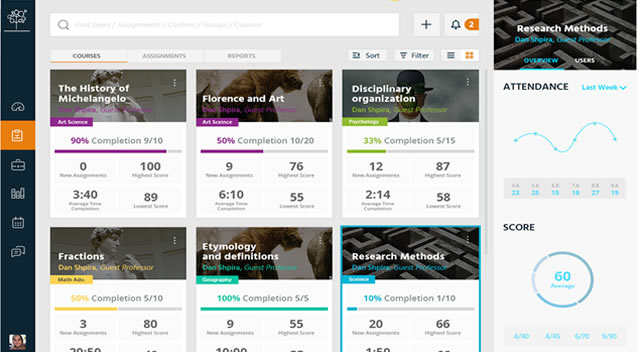 Find Users / Assignments / Content / Groups / Courses
+
2
COURSES
ASSIGNMENTS
REPORTS
Sort
Filter
The History of
Michelangelo
Dan Shpira, Guest Professor
Art Science
90% Completion 9/10
0
New Assignments
100
Highest Score
3:40
Average Time
Completion
89
Lowest Score
Florence and Art
Dan Shpira, Guest Professor
Art Science
50% Completion 10/20
9
New Assignments
76
Highest Score
6:10
Average Time
Completion
55
Lowest Score
Disciplinary
organization
Dan Shpira, Guest Professor
Psychology
33% Completion 5/15
12
New Assignments
87
Highest Score
2:14
Average Time
Completion
58
Lowest Score
Fractions
Dan Shpira, Guest Professor
Math Adv.
50% Completion 5/10
3
New Assignments
80
Highest Score
20:50
Etymology
and definitions
Dan Shpira, Guest Professor
Geography
100% Completion 5/5
9
New Assignments
55
Highest Score
10:00
55
Research Methods
Dan Shpira, Guest Professor
Science
10% Completion 1/10
20
New Assignments
66
Highest Score
1:50
66
Research Methods
Dan Shpira, Guest Professor
OVERVIEW
USERS
ATTENDANCE
Last Week
4.6 5.6 6.6 7.6 8.6 9.6
23 25 15 18 27 19
SCORE
60
Average
4/40 4/45 6/70 9/90